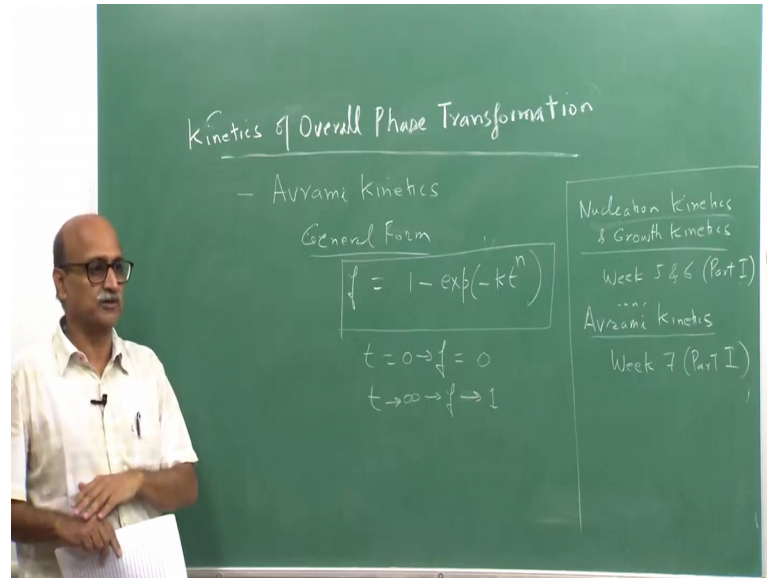 Kinetics of Overall Phase Transformation
- Avrami Kinetics
General Form
f = 1 - exp(-kt^n)
t = 0 → f = 0
t → ∞ → f → 1
Nucleation Kinetics
& Growth Kinetics
Week 5 & 6 (Part I)
Avrami Kinetics
Week 7 (Part I)